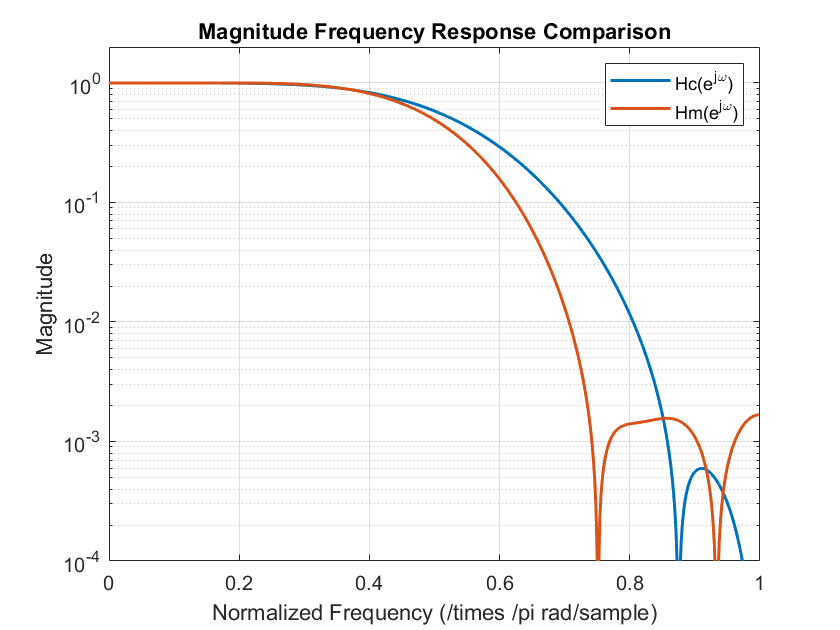 Magnitude Frequency Response Comparison
Hc(e^jω)
Hm(e^jω)
Magnitude
10^0
10^-1
10^-2
10^-3
10^-4
0 0.2 0.4 0.6 0.8 1
Normalized Frequency (/times /pi rad/sample)